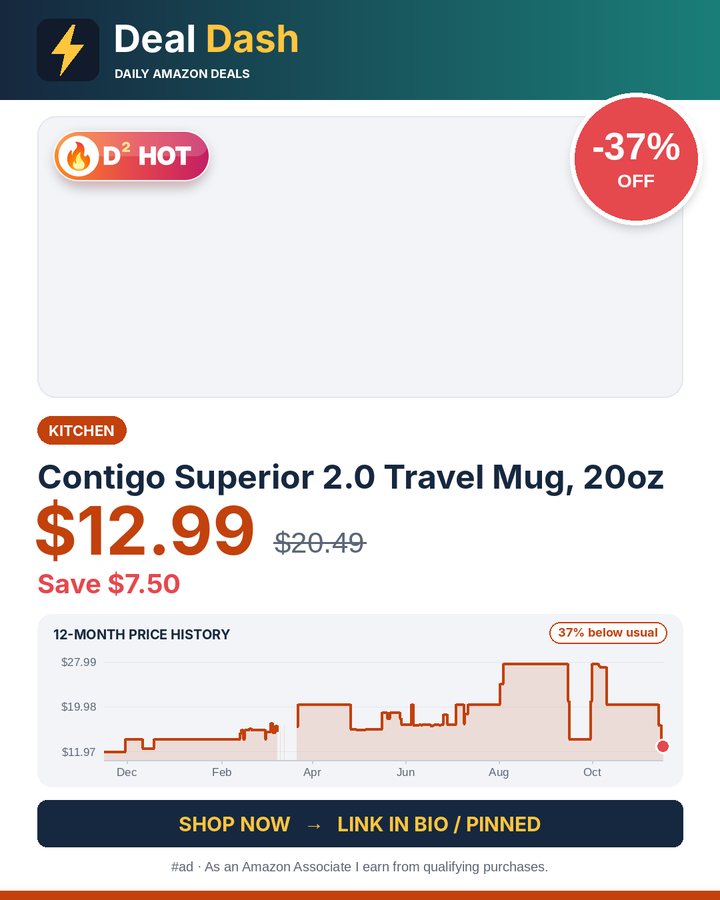 Deal Dash
DAILY AMAZON DEALS
D² HOT
-37%
OFF
KITCHEN
Contigo Superior 2.0 Travel Mug, 20oz
$12.99 $20.49
Save $7.50
12-MONTH PRICE HISTORY
37% below usual
$27.99
$19.98
$11.97
Dec Feb Apr Jun Aug Oct
SHOP NOW → LINK IN BIO / PINNED
#ad · As an Amazon Associate I earn from qualifying purchases.